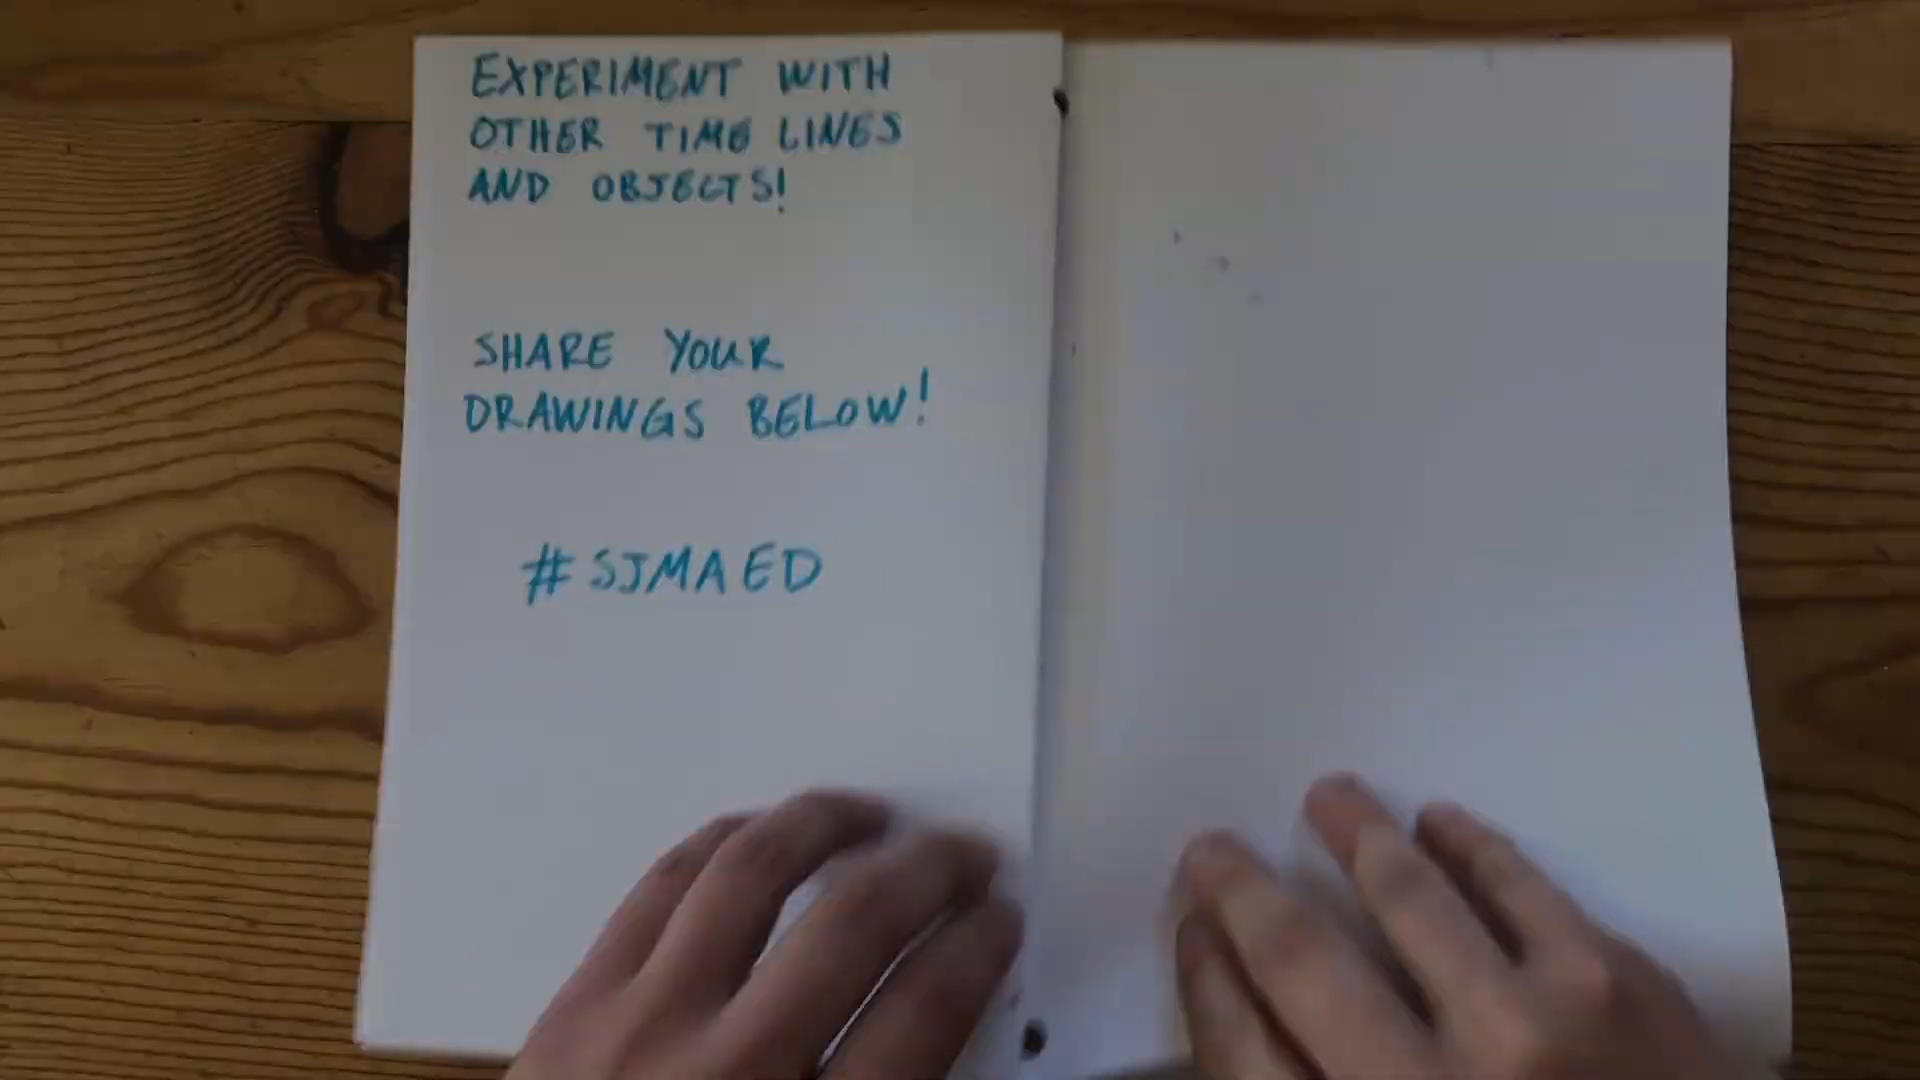 EXPERIMENT WITH
OTHER TIME LINES
AND OBJECTS!
SHARE YOUR
DRAWINGS BELOW!
#SJMAED